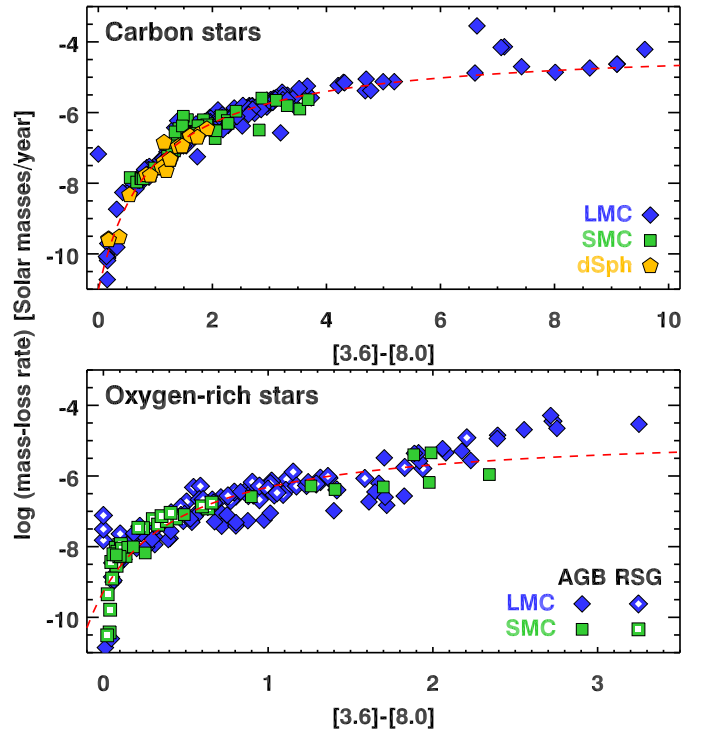 Carbon stars
-4
-6
-8
-10
LMC
SMC
dSph
0 2 4 6 8 10
[3.6]-[8.0]
log (mass-loss rate) [Solar masses/year]
Oxygen-rich stars
-4
-6
-8
-10
AGB RSG
LMC
SMC
0 1 2 3
[3.6]-[8.0]